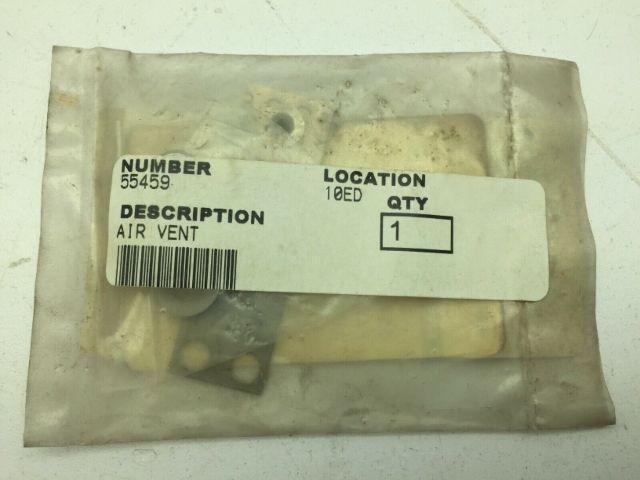 NUMBER
55459
LOCATION
10ED
QTY
1
DESCRIPTION
AIR VENT